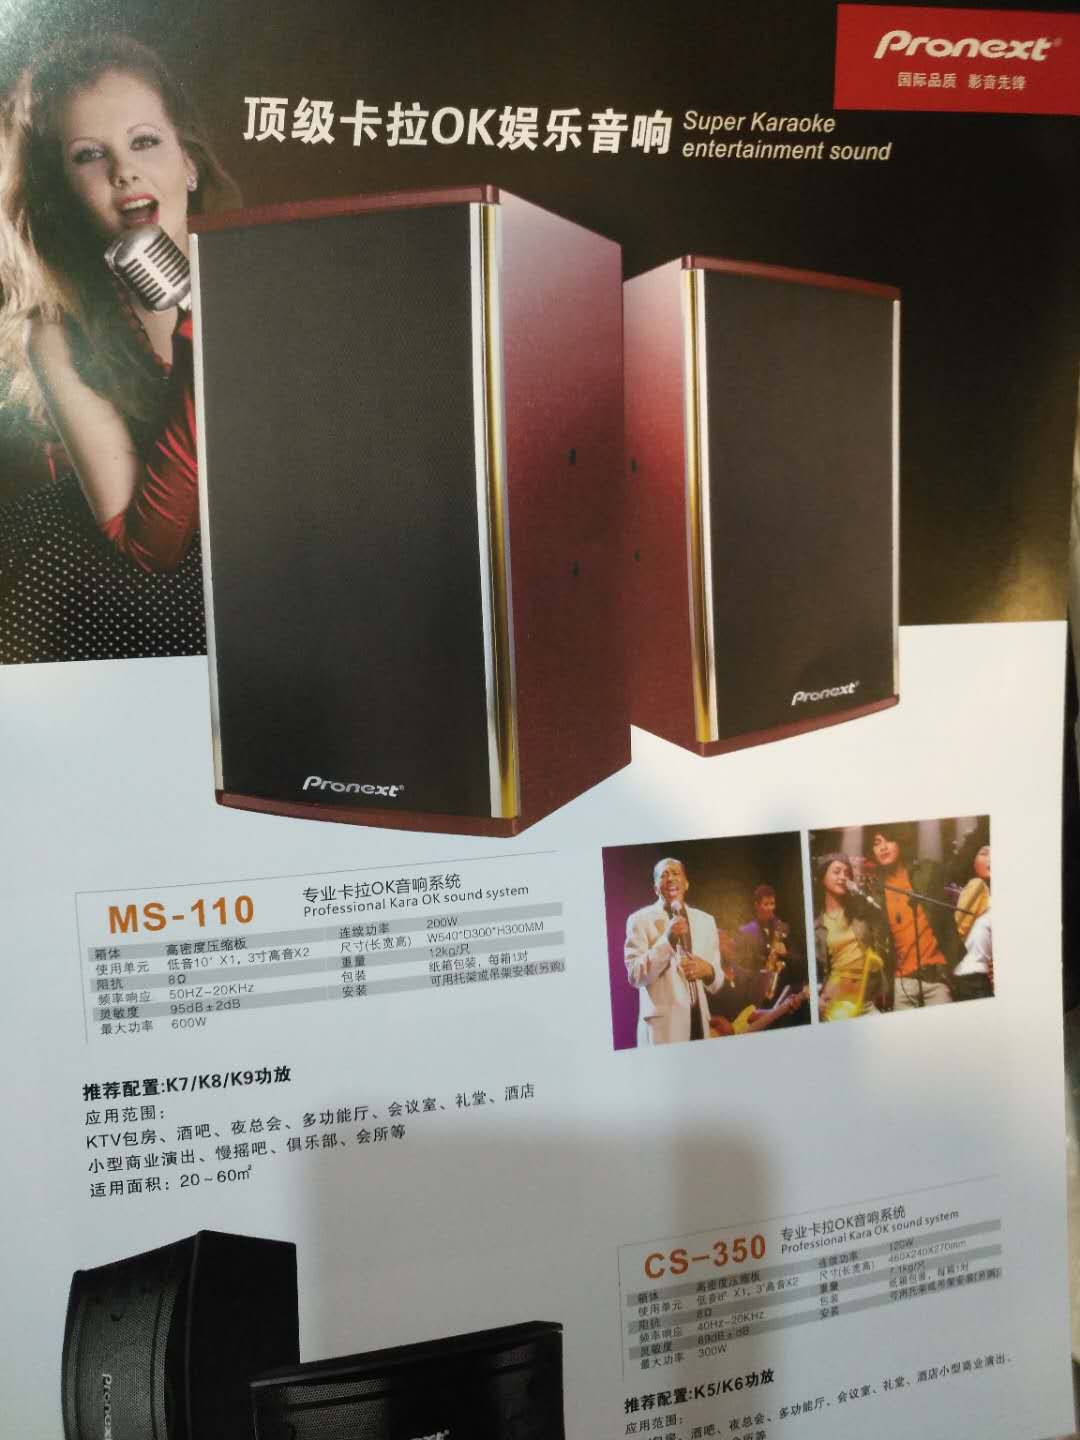 Pronext®
国际品质 影音先锋
顶级卡拉OK娱乐音响 Super Karaoke
entertainment sound
Pronext®
Pronext®
MS-110 专业卡拉OK音响系统
Professional Kara OK sound system
箱体 高密度压缩板 连续功率 200W
使用单元 低音10" X1，3寸高音X2 尺寸(长宽高) W540*D300*H300MM
阻抗 8Ω 重量 12kg/只
频率响应 50HZ-20KHz 包装 纸箱包装，每箱1对
灵敏度 95dB±2dB 安装 可用托架或吊架安装(另购)
最大功率 600W
推荐配置:K7/K8/K9功放
应用范围：
KTV包房、酒吧、夜总会、多功能厅、会议室、礼堂、酒店
小型商业演出、慢摇吧、俱乐部、会所等
适用面积：20~60㎡
CS-350 专业卡拉OK音响系统
Professional Kara OK sound system
箱体 高密度压缩板 连续功率 120W
使用单元 低音8" X1，3"高音X2 尺寸(长宽高) 460X240X270mm
阻抗 8Ω 重量 7.1kg/只
频率响应 40Hz-20KHz 包装 纸箱包装，每箱1对
灵敏度 89dB±dB 安装 可用托架或吊架安装(另购)
最大功率 300W
推荐配置:K5/K6功放
应用范围：
包房、酒吧、夜总会、多功能厅、会议室、礼堂、酒店小型商业演出、
会所等
Pronext
Pronext®